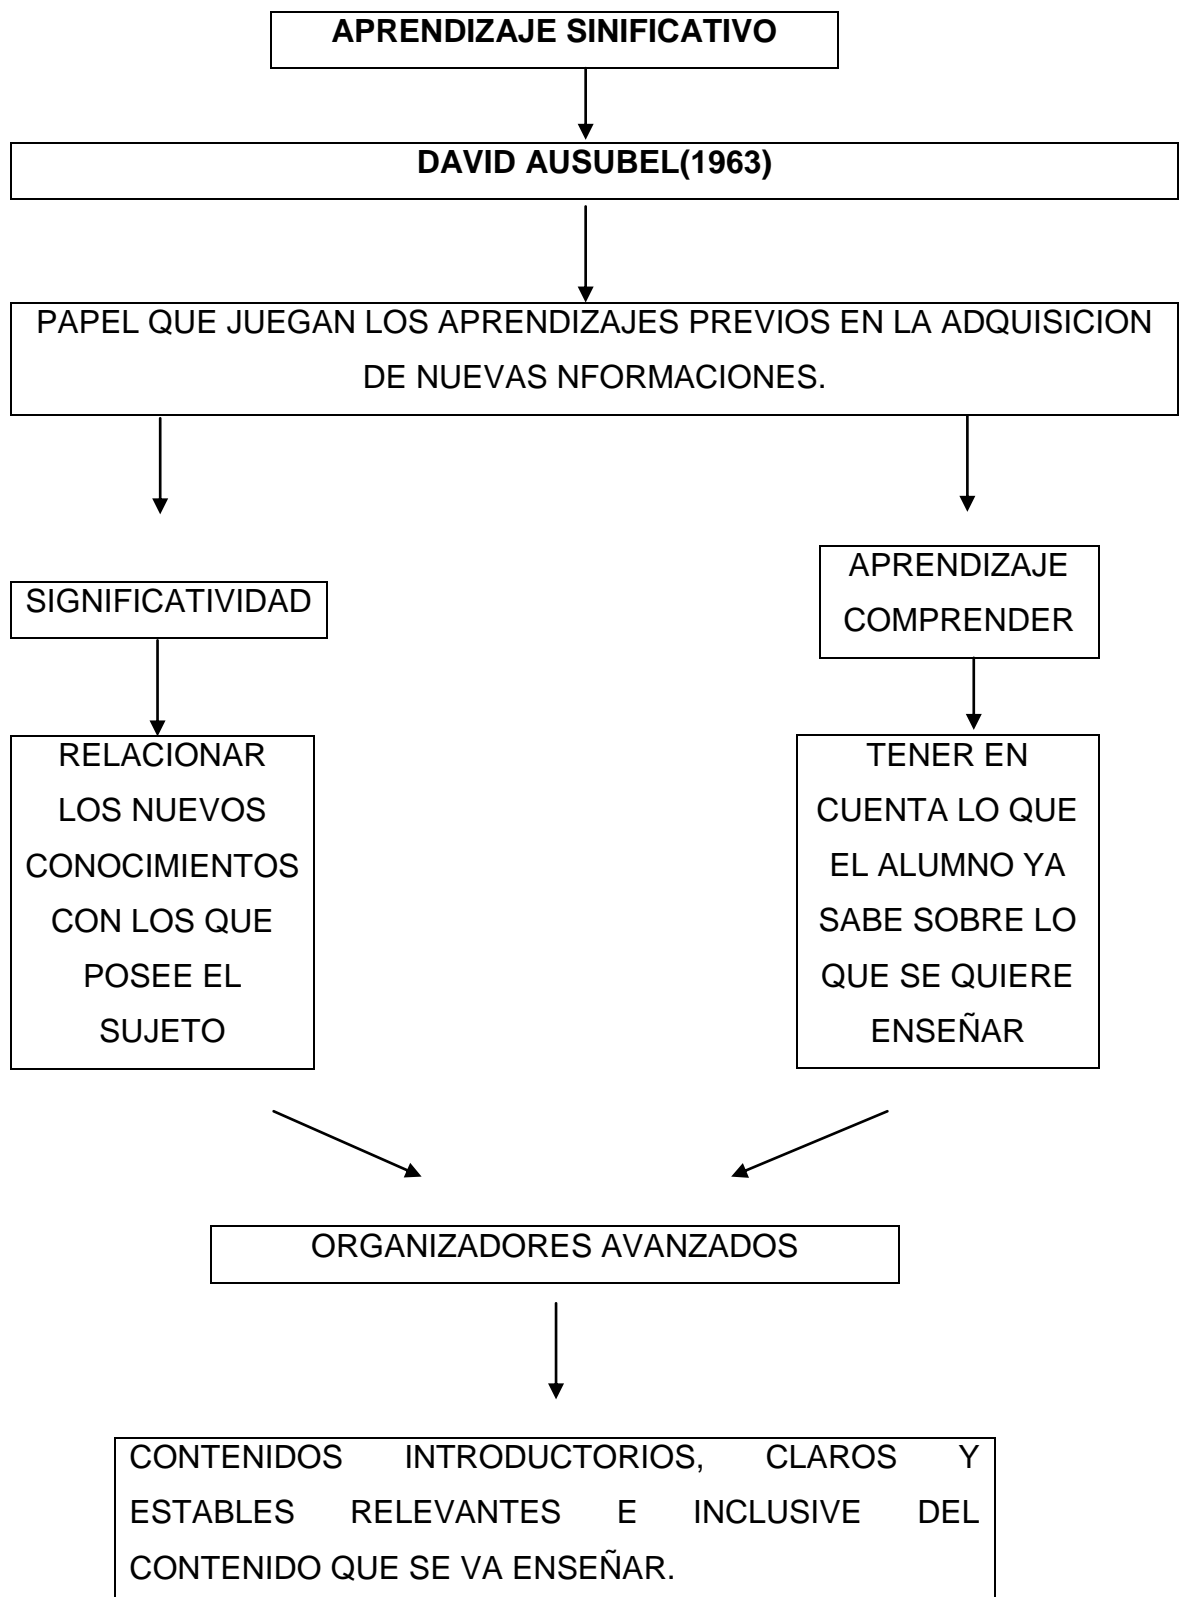 APRENDIZAJE SINIFICATIVO
DAVID AUSUBEL(1963)
PAPEL QUE JUEGAN LOS APRENDIZAJES PREVIOS EN LA ADQUISICION
DE NUEVAS NFORMACIONES.
SIGNIFICATIVIDAD
APRENDIZAJE
COMPRENDER
RELACIONAR
LOS NUEVOS
CONOCIMIENTOS
CON LOS QUE
POSEE EL
SUJETO
TENER EN
CUENTA LO QUE
EL ALUMNO YA
SABE SOBRE LO
QUE SE QUIERE
ENSEÑAR
ORGANIZADORES AVANZADOS
CONTENIDOS INTRODUCTORIOS, CLAROS Y
ESTABLES RELEVANTES E INCLUSIVE DEL
CONTENIDO QUE SE VA ENSEÑAR.